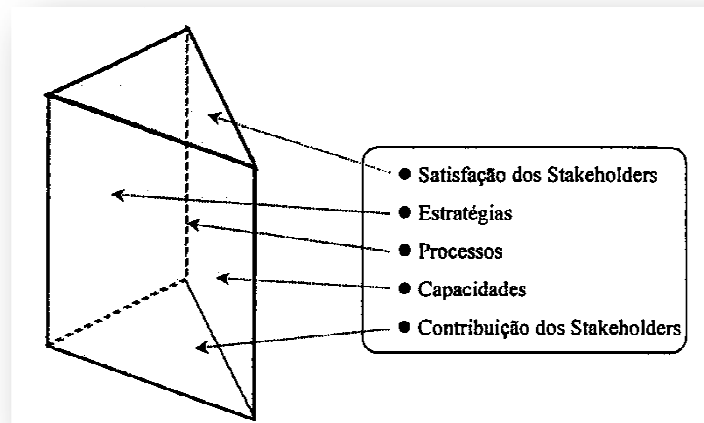 ● Satisfação dos Stakeholders
● Estratégias
● Processos
● Capacidades
● Contribuição dos Stakeholders